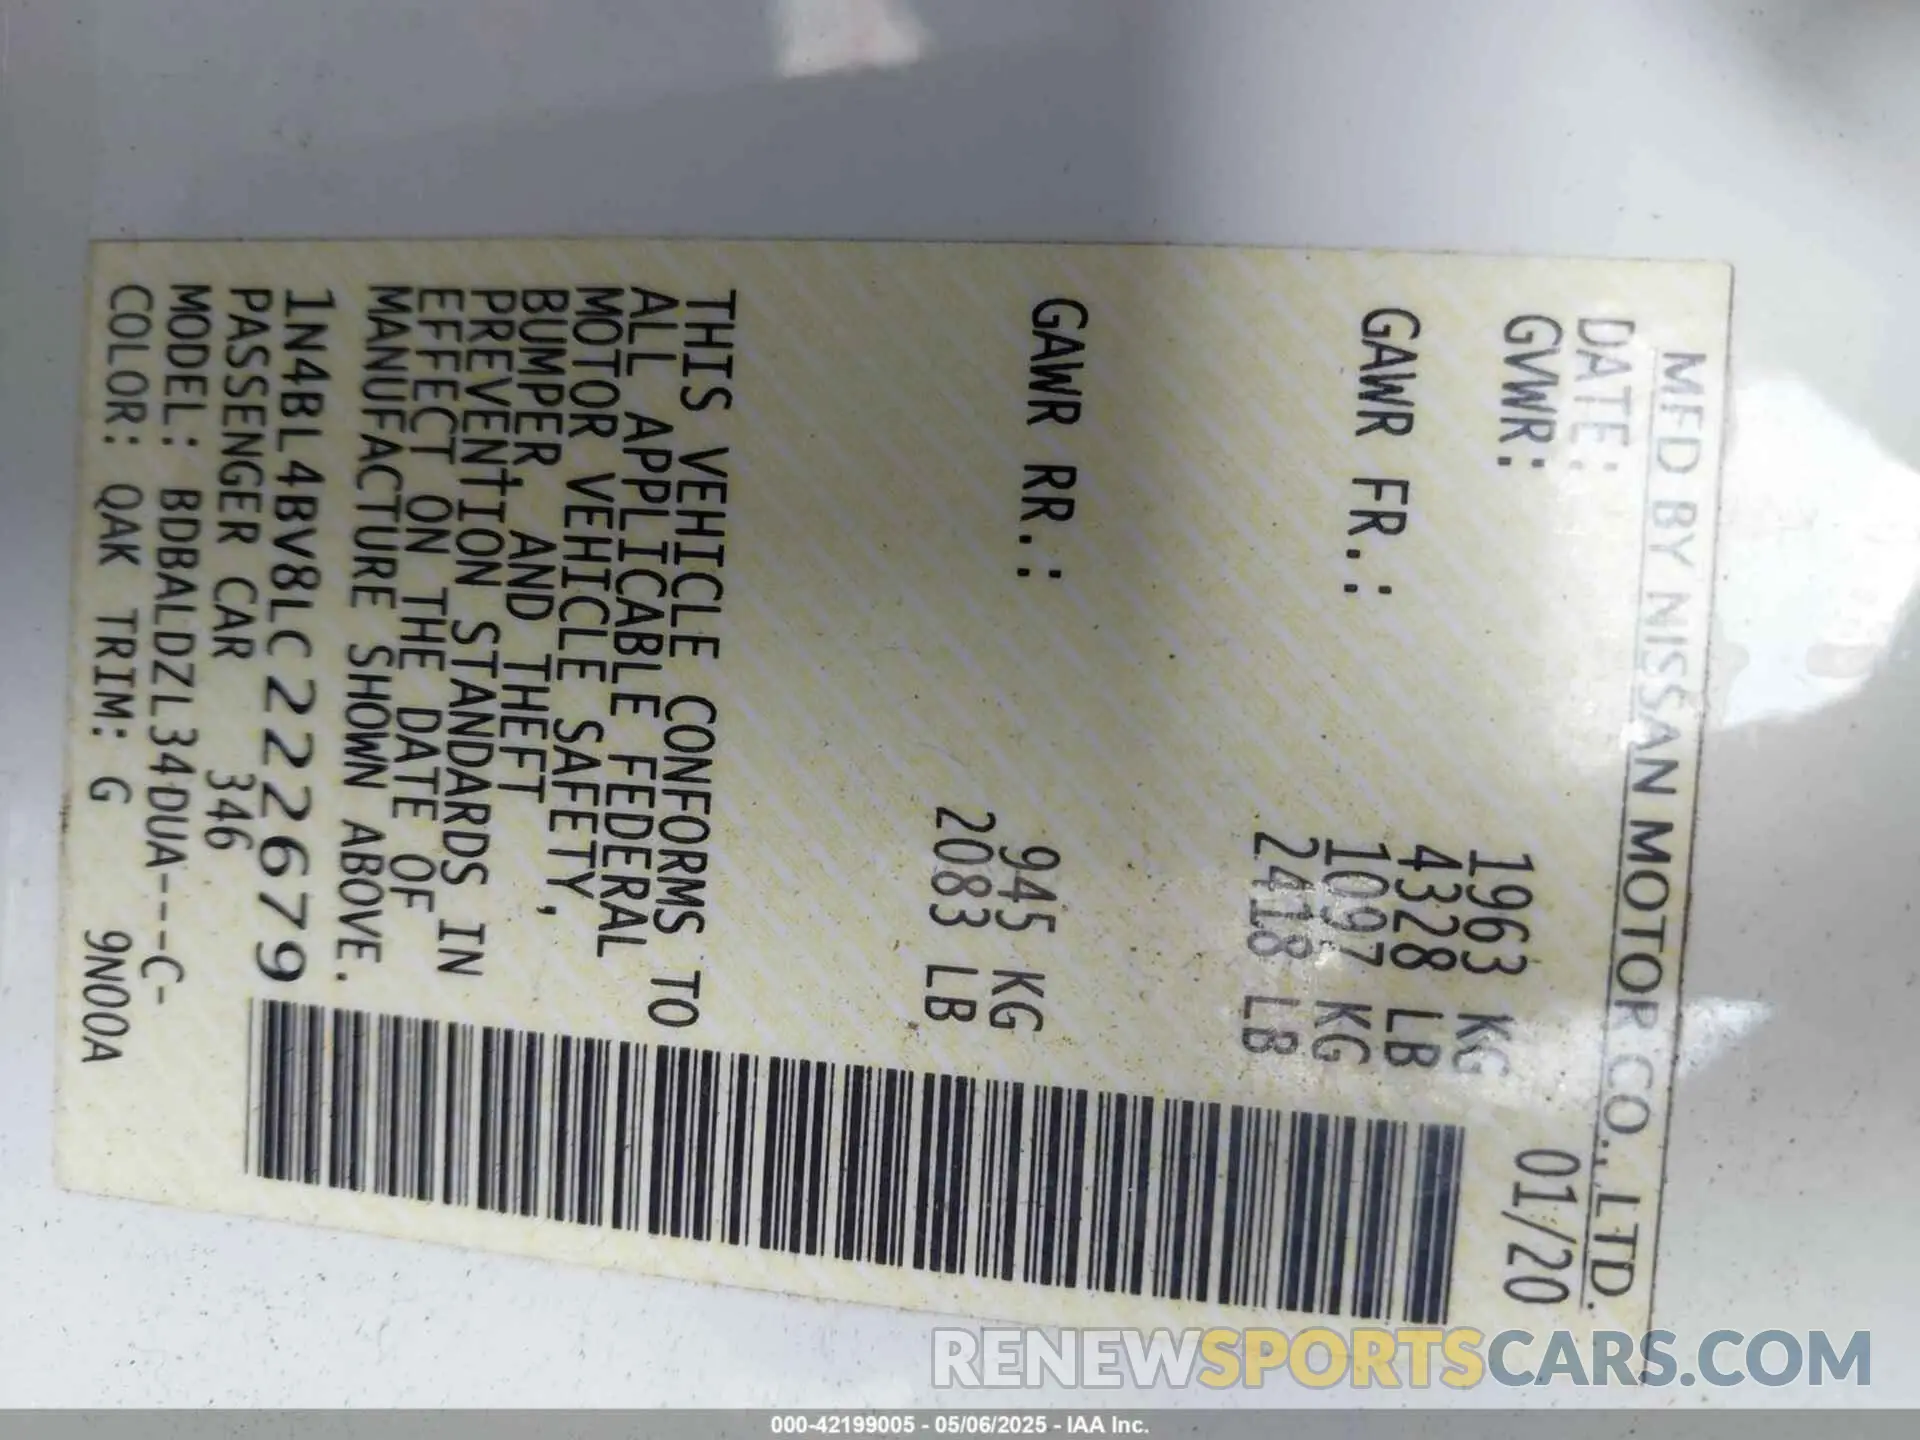 MFD BY NISSAN MOTOR CO.,LTD.
DATE: 01/20
GVWR: 1963 KG
4328 LB
GAWR FR.: 1097 KG
2418 LB
GAWR RR.: 945 KG
2083 LB
THIS VEHICLE CONFORMS TO
ALL APPLICABLE FEDERAL
MOTOR VEHICLE SAFETY,
BUMPER, AND THEFT
PREVENTION STANDARDS IN
EFFECT ON THE DATE OF
MANUFACTURE SHOWN ABOVE.
1N4BL4BV8LC222679
PASSENGER CAR 346
MODEL: BDBALDZL34DUA---C-
COLOR: QAK TRIM: G 9N00A
RENEWSPORTSCARS.COM
000-42199005 - 05/06/2025 - IAA Inc.